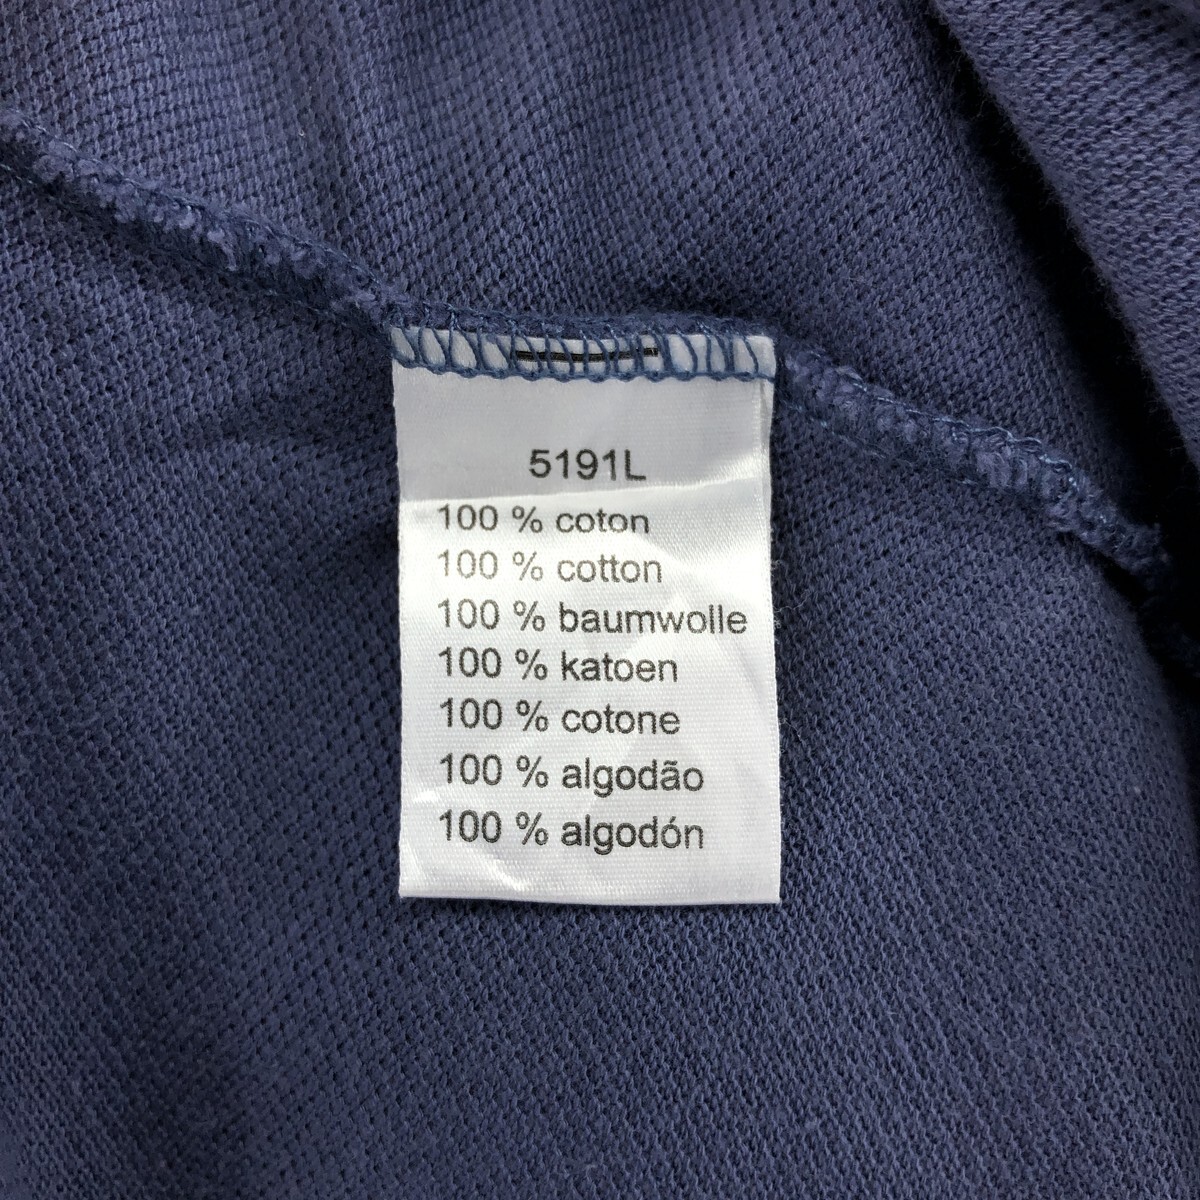 5191L
100 % coton
100 % cotton
100 % baumwolle
100 % katoen
100 % cotone
100 % algodão
100 % algodón